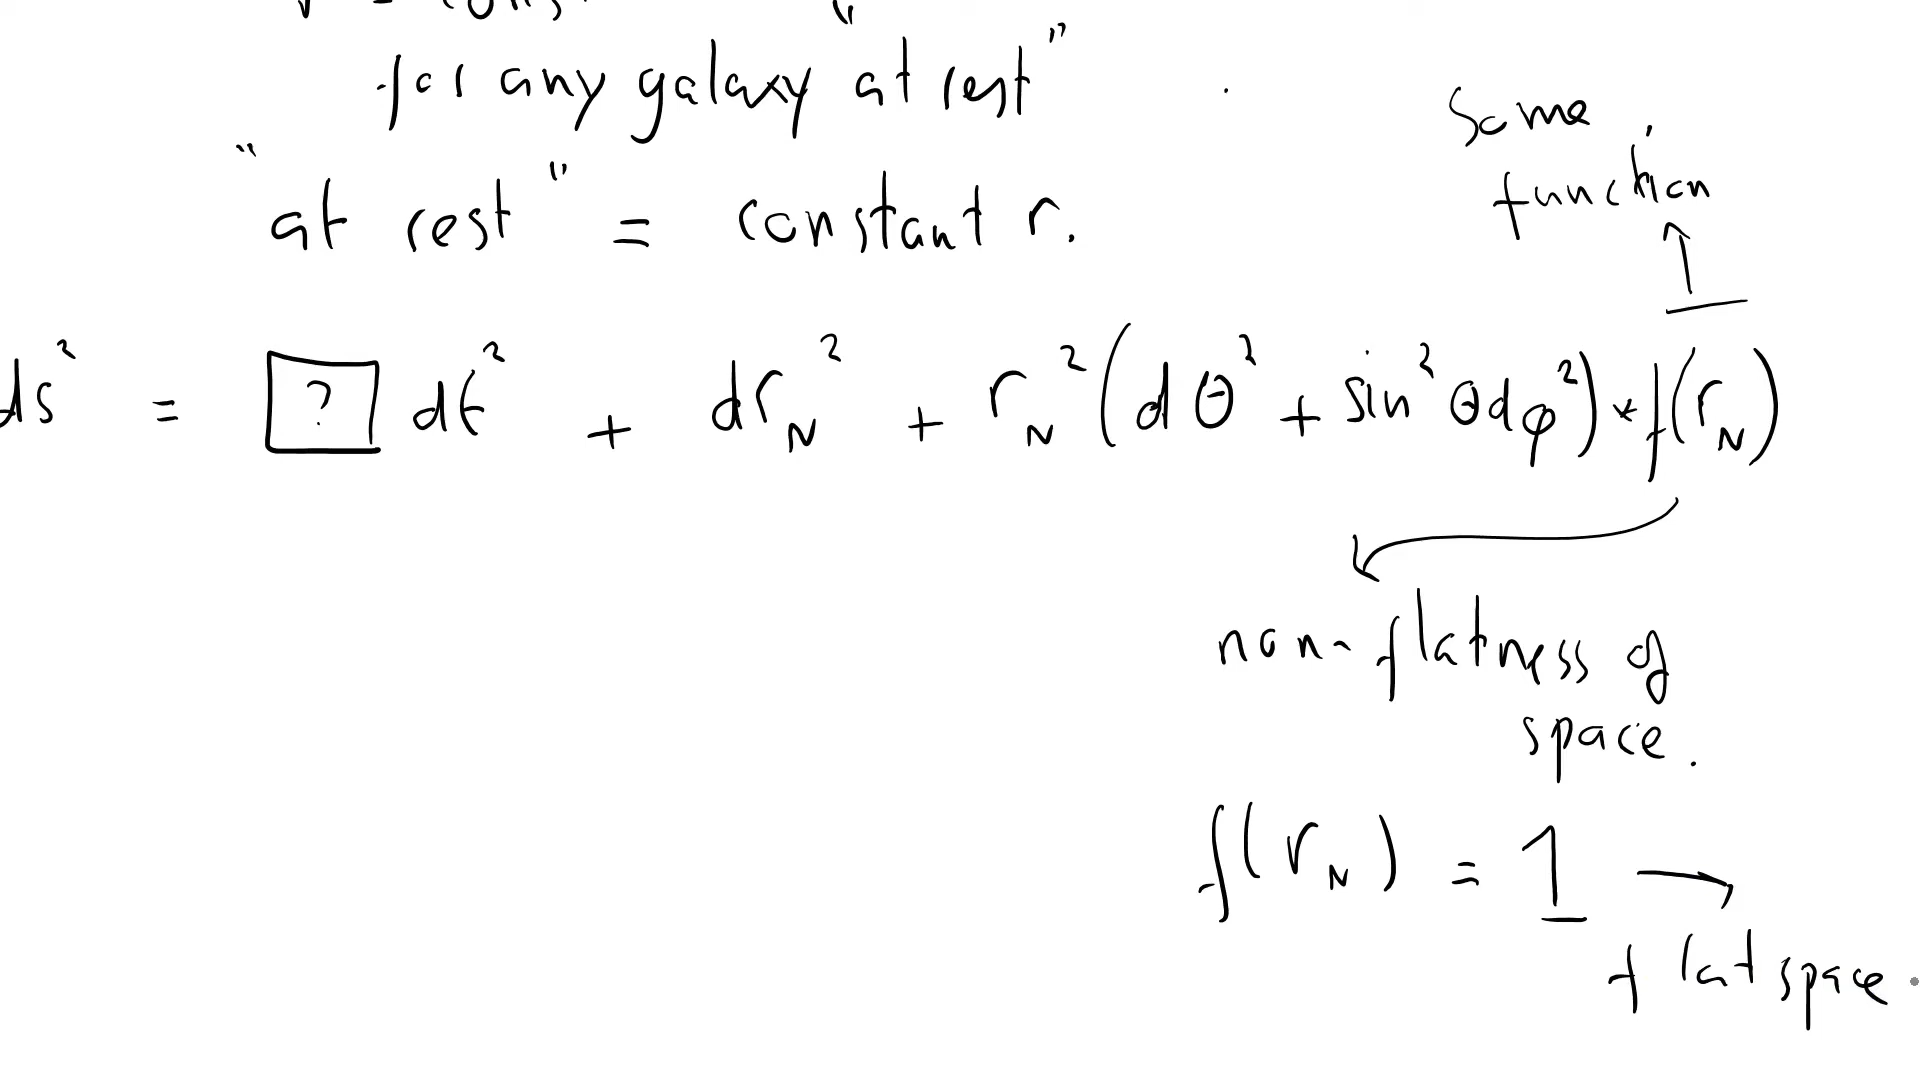 for any galaxy "at rest"
"at rest" = constant r.
some
function
ds² = [?] dt² + dr_N² + r_N² (dθ² + sin²θdφ²) * f(r_N)
non-flatness of
space.
f(r_N) = 1 →
flat space.